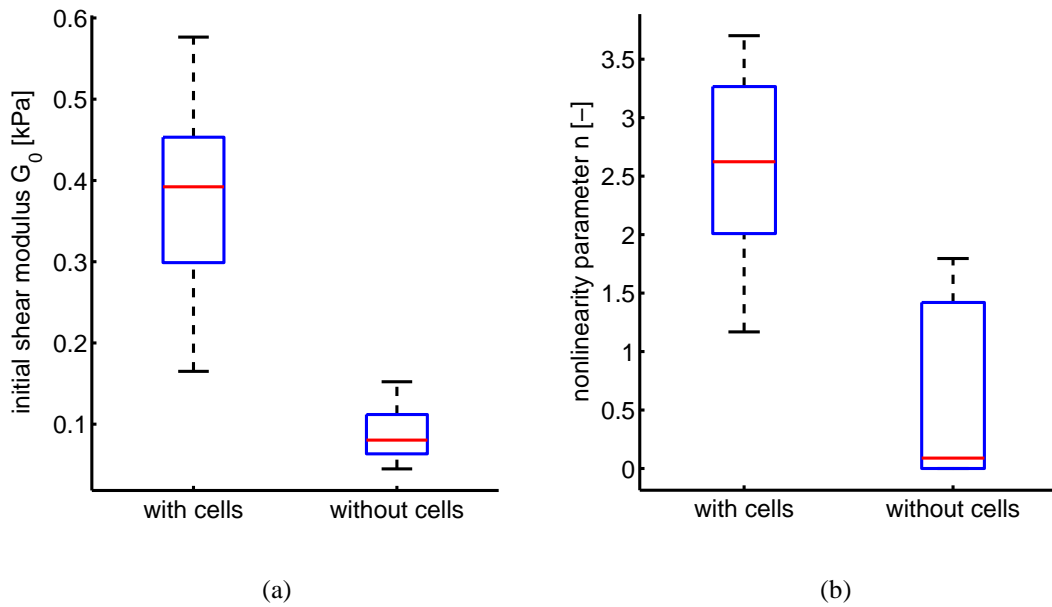 initial shear modulus G_0 [kPa]
0.6
0.5
0.4
0.3
0.2
0.1
with cells without cells
(a)
nonlinearity parameter n [−]
3.5
3
2.5
2
1.5
1
0.5
0
with cells without cells
(b)